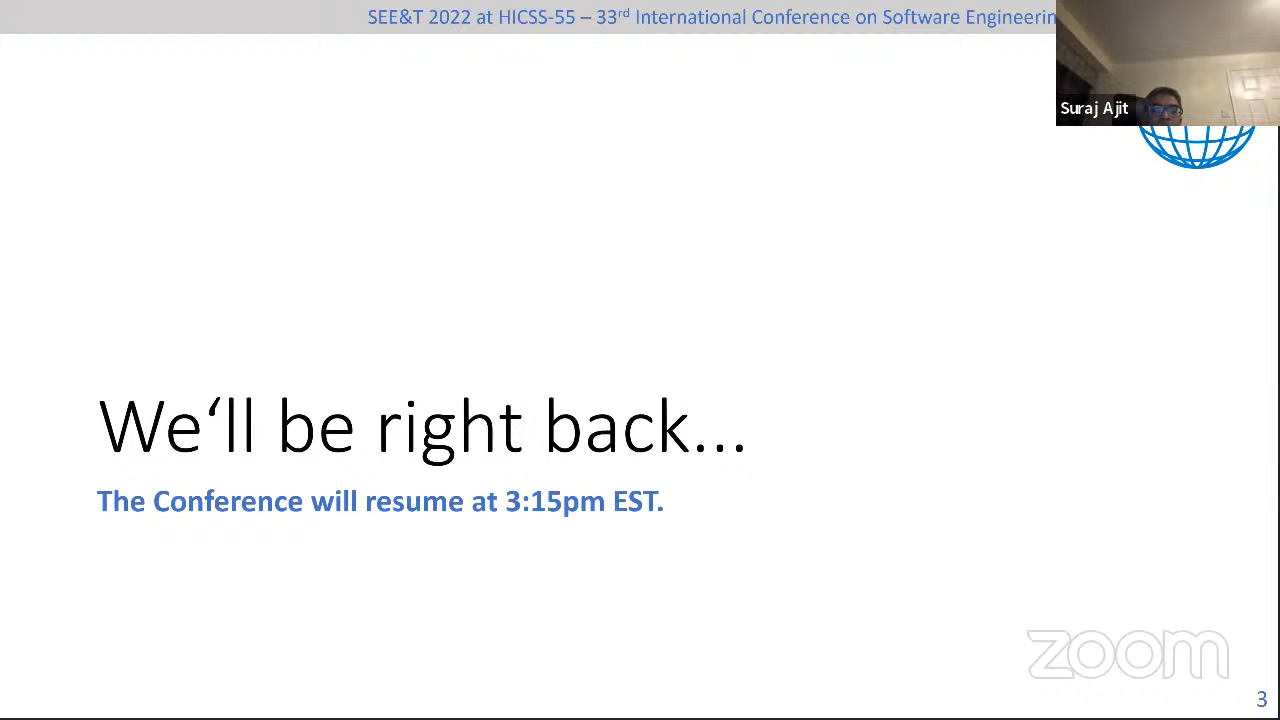 SEE&T 2022 at HICSS-55 – 33rd International Conference on Software Engineerin
Suraj Ajit
We‘ll be right back...
The Conference will resume at 3:15pm EST.
zoom
3